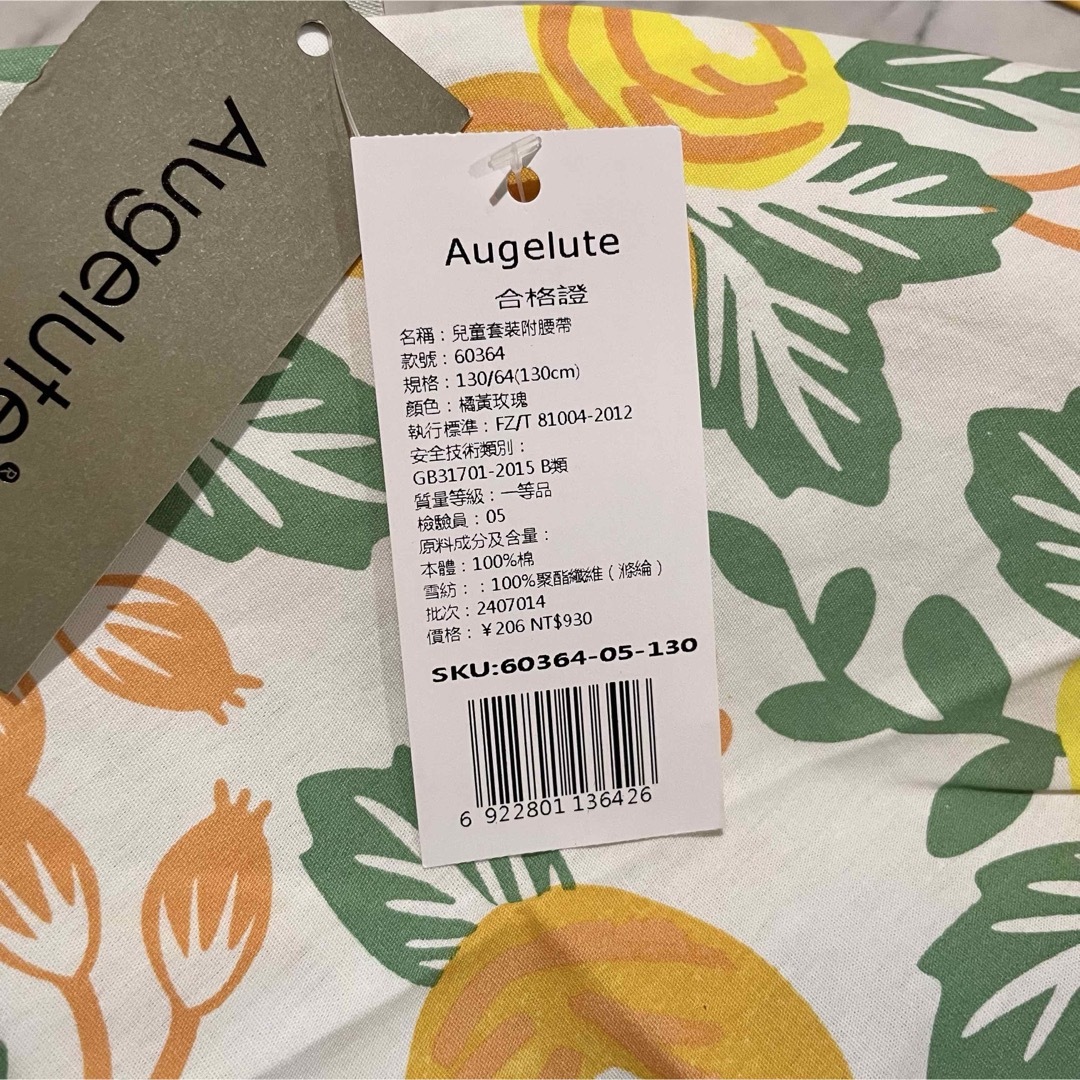 Augelute®
Augelute
合格證
名稱：兒童套裝附腰帶
款號：60364
規格：130/64(130cm)
顏色：橘黃玫瑰
執行標準：FZ/T 81004-2012
安全技術類別：
GB31701-2015 B類
質量等級：一等品
檢驗員：05
原料成分及含量：
本體：100%棉
雪紡：：100%聚酯纖維（滌綸）
批次：2407014
價格：￥206 NT$930
SKU:60364-05-130
6 922801 136426